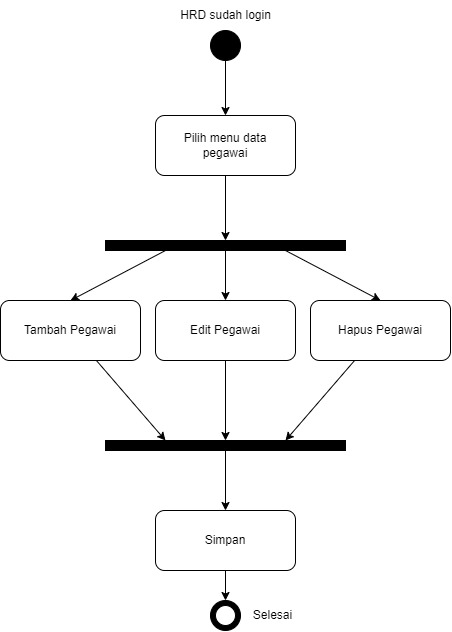 HRD sudah login
Pilih menu data
pegawai
Tambah Pegawai
Edit Pegawai
Hapus Pegawai
Simpan
Selesai